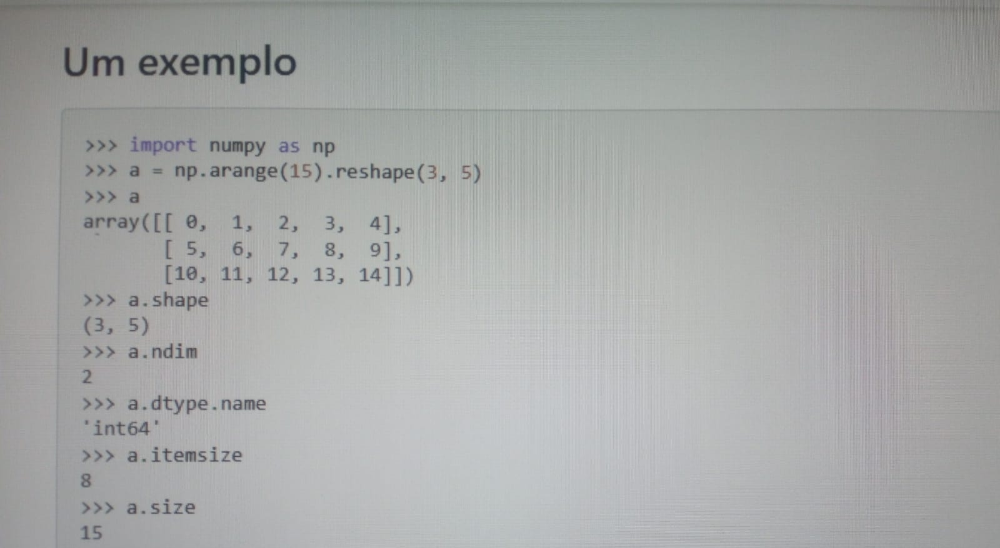 Um exemplo
>>> import numpy as np
>>> a = np.arange(15).reshape(3, 5)
>>> a
array([[ 0,  1,  2,  3,  4],
       [ 5,  6,  7,  8,  9],
       [10, 11, 12, 13, 14]])
>>> a.shape
(3, 5)
>>> a.ndim
2
>>> a.dtype.name
'int64'
>>> a.itemsize
8
>>> a.size
15